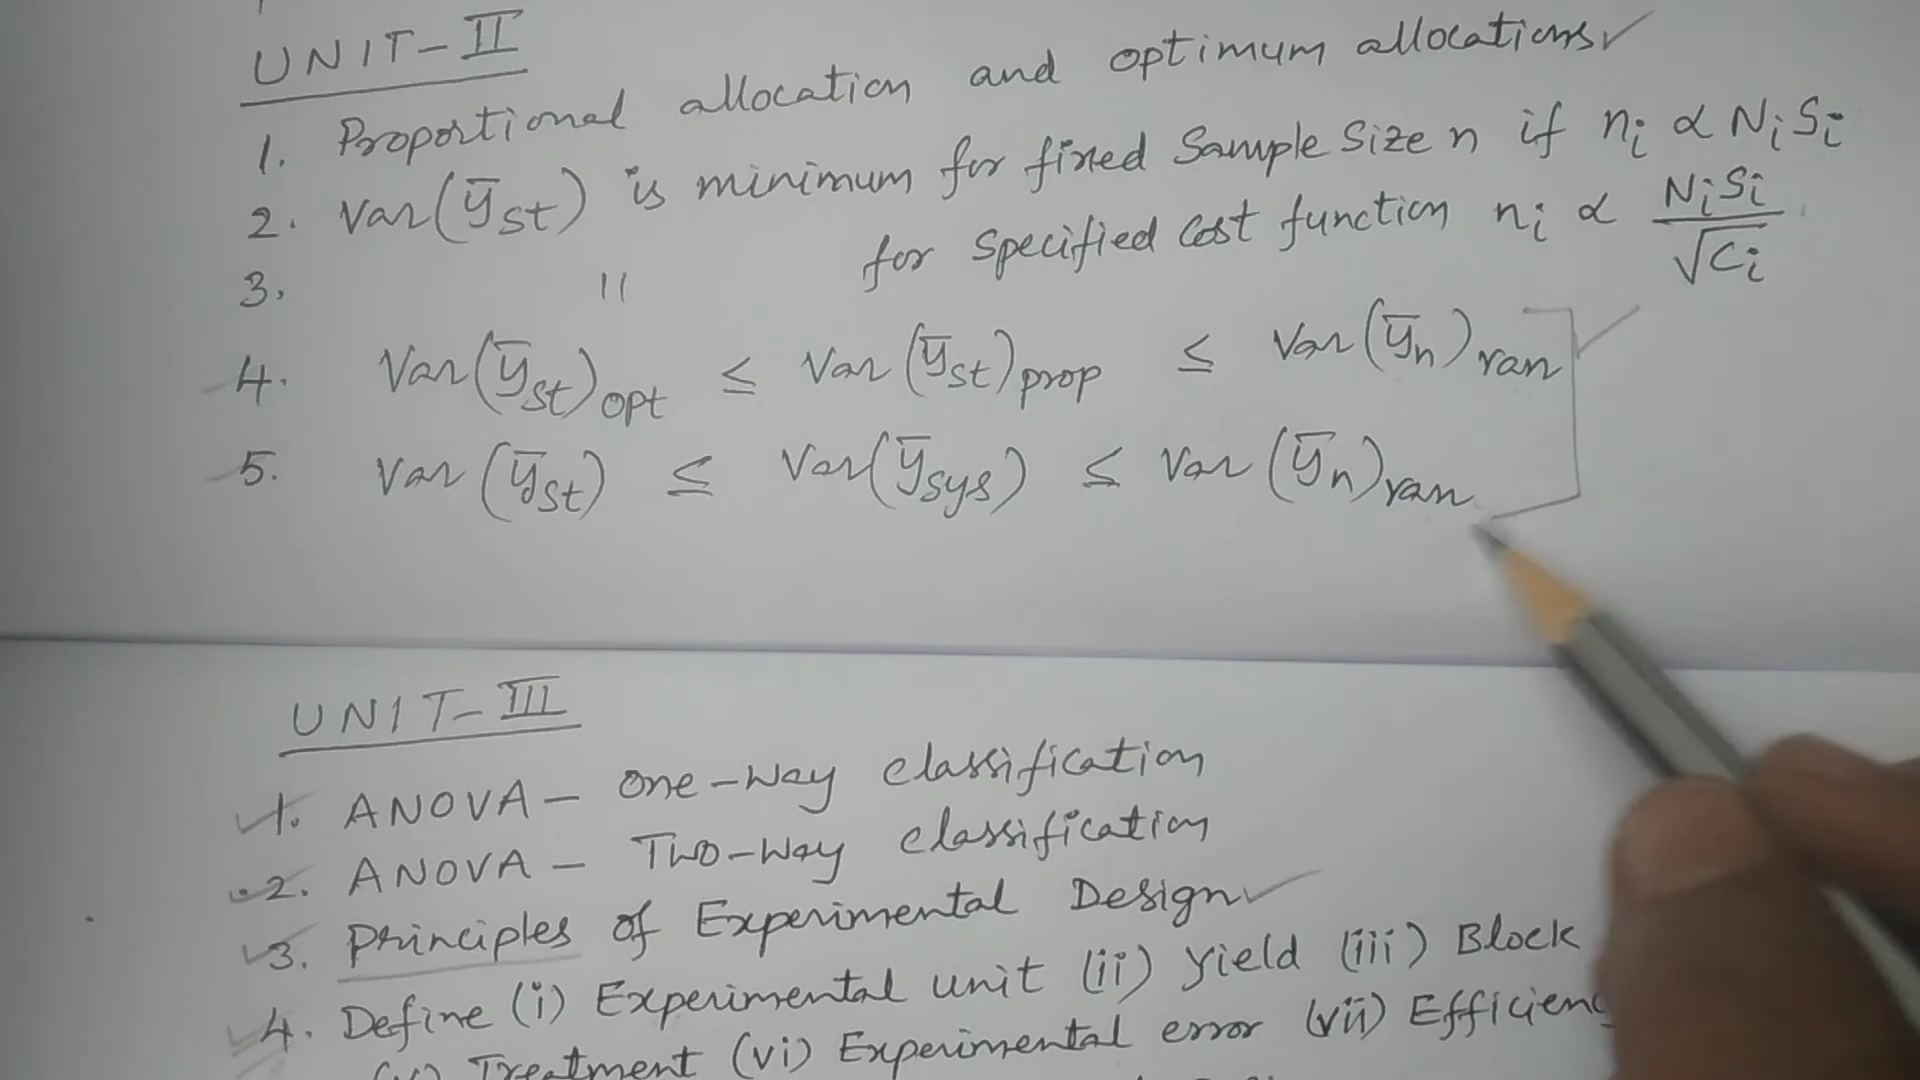 UNIT-II
1. Proportional allocation and optimum allocations✓
2. Var(ȳst) is minimum for fixed Sample Size n if ni ∝ NiSi
3. " for specified cost function ni ∝ NiSi/√Ci
4. Var(ȳst)opt ≤ Var(ȳst)prop ≤ Var(ȳn)ran
5. Var(ȳst) ≤ Var(ȳsys) ≤ Var(ȳn)ran
UNIT-III
1. ANOVA - One-way classification
2. ANOVA - Two-way classification
3. Principles of Experimental Design✓
4. Define (i) Experimental unit (ii) yield (iii) Block
Treatment (vi) Experimental error (vii)